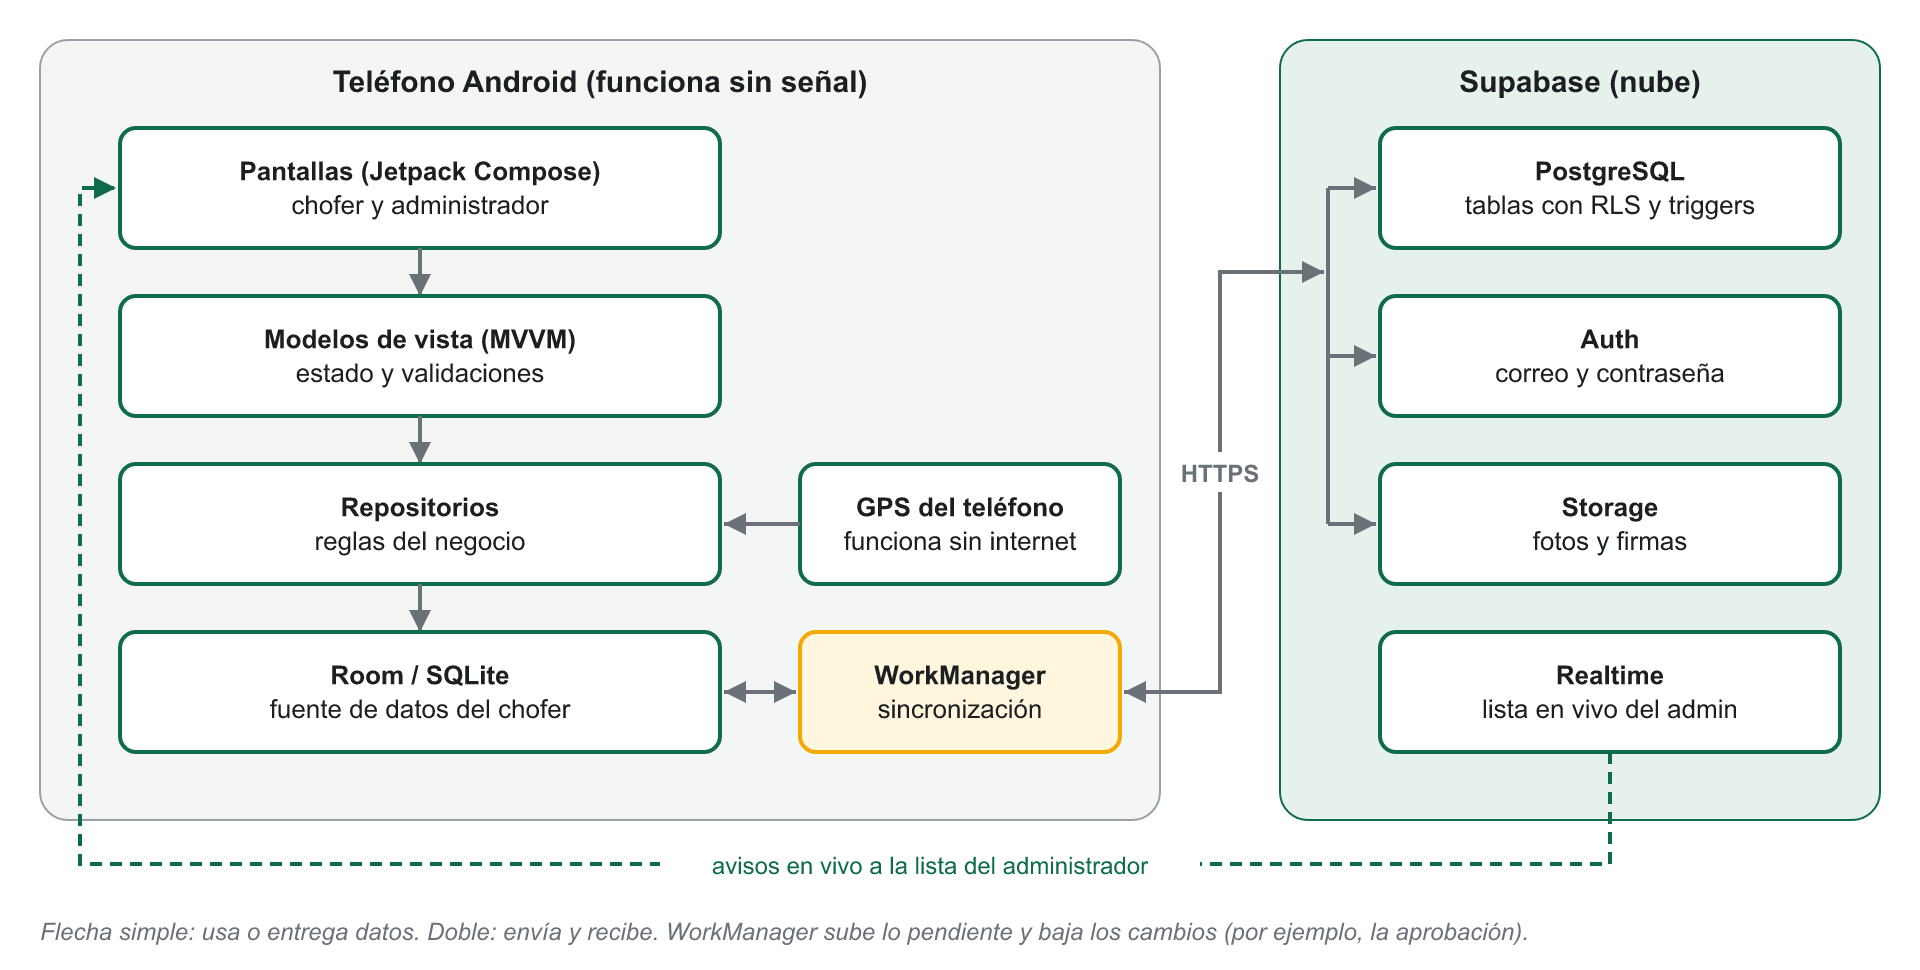 Teléfono Android (funciona sin señal)
Pantallas (Jetpack Compose)
chofer y administrador
Modelos de vista (MVVM)
estado y validaciones
Repositorios
reglas del negocio
GPS del teléfono
funciona sin internet
Room / SQLite
fuente de datos del chofer
WorkManager
sincronización
HTTPS
Supabase (nube)
PostgreSQL
tablas con RLS y triggers
Auth
correo y contraseña
Storage
fotos y firmas
Realtime
lista en vivo del admin
avisos en vivo a la lista del administrador
Flecha simple: usa o entrega datos. Doble: envía y recibe. WorkManager sube lo pendiente y baja los cambios (por ejemplo, la aprobación).